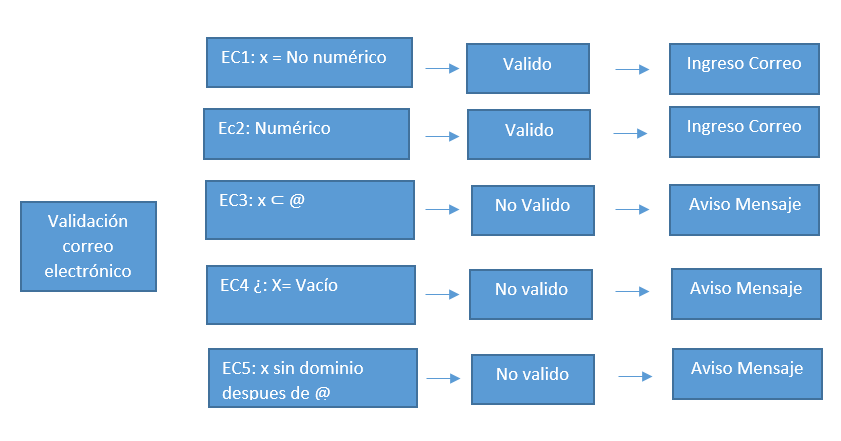 EC1: x = No numérico
Valido
Ingreso Correo
Ec2: Numérico
Valido
Ingreso Correo
EC3: x ⊂ @
No Valido
Aviso Mensaje
Validación
correo
electrónico
EC4 ¿: X= Vacío
No valido
Aviso Mensaje
EC5: x sin dominio
despues de @
No valido
Aviso Mensaje